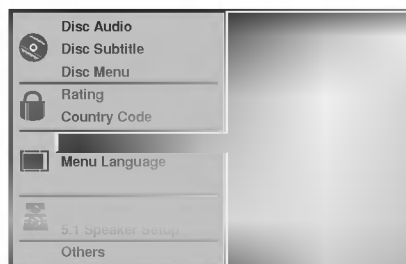 Disc Audio
Disc Subtitle
Disc Menu
Rating
Country Code
Menu Language
5.1 Speaker Setup
Others